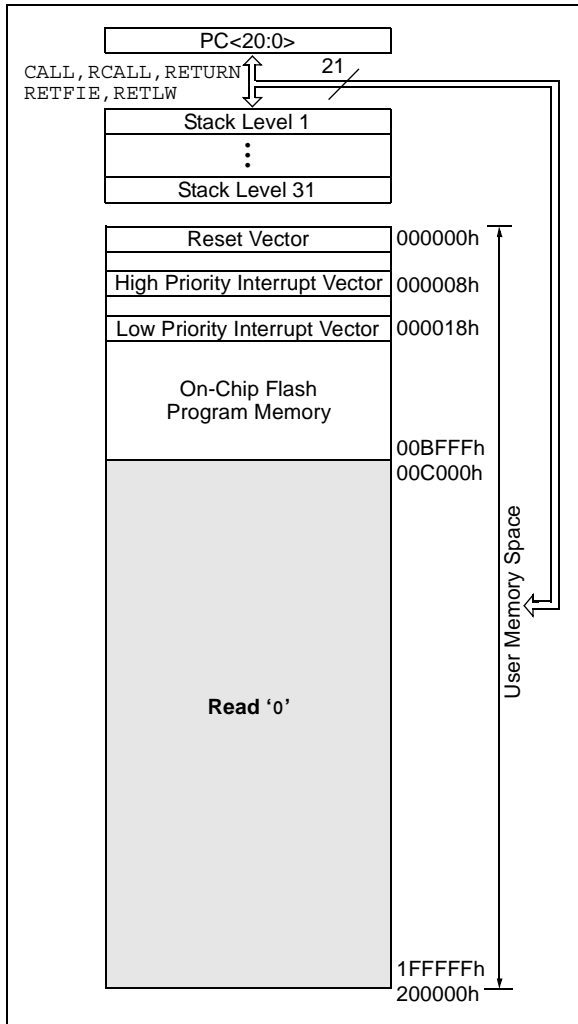 PC<20:0>
CALL,RCALL,RETURN
RETFIE,RETLW
21
Stack Level 1
Stack Level 31
Reset Vector
000000h
High Priority Interrupt Vector
000008h
Low Priority Interrupt Vector
000018h
On-Chip Flash
Program Memory
00BFFFh
00C000h
User Memory Space
Read ‘0’
1FFFFFh
200000h